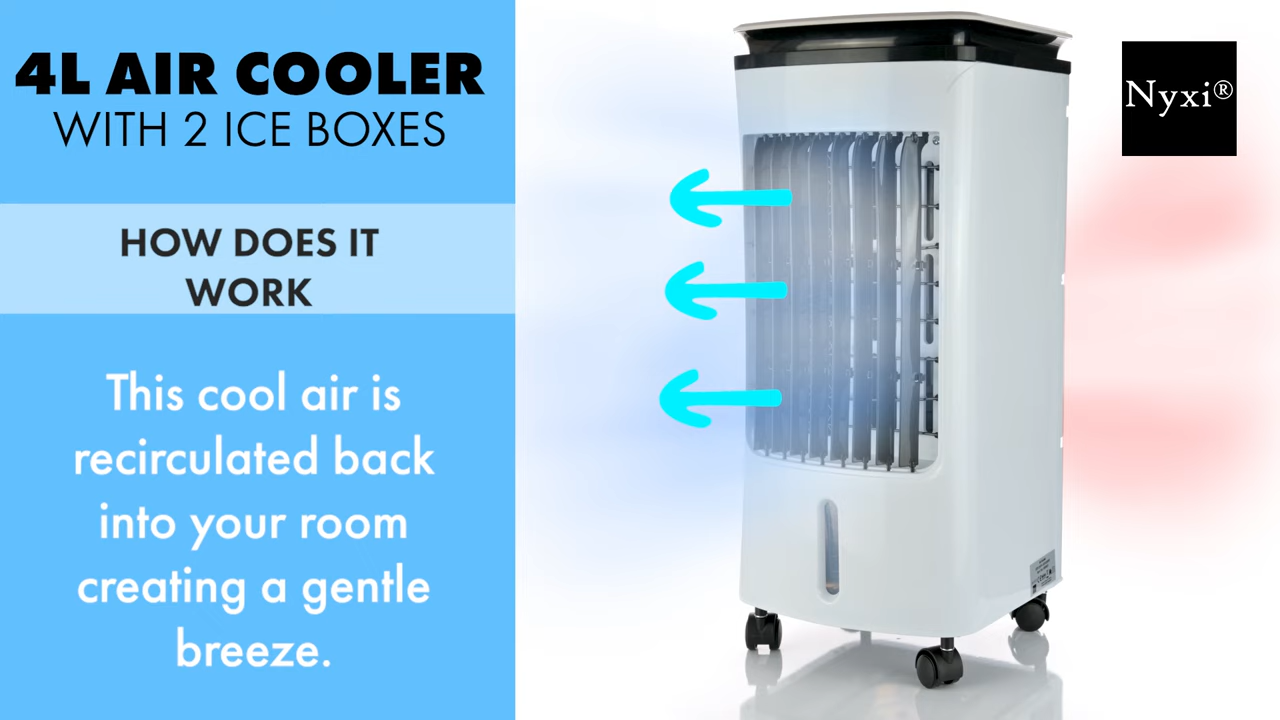 4L AIR COOLER
WITH 2 ICE BOXES
HOW DOES IT
WORK
This cool air is
recirculated back
into your room
creating a gentle
breeze.
Nyxi®